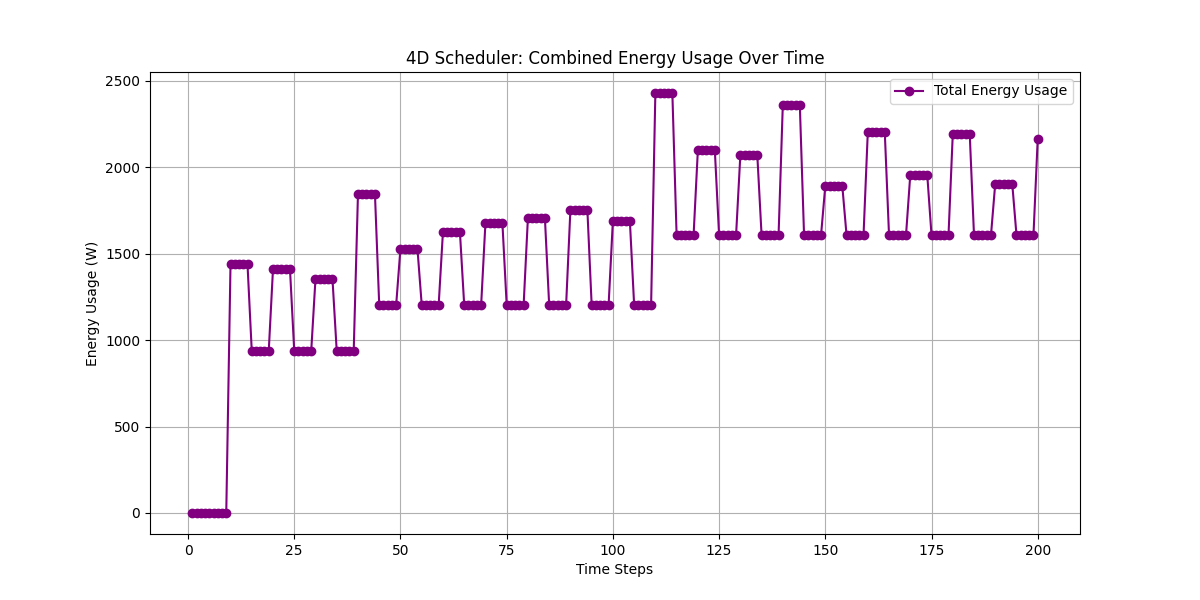 4D Scheduler: Combined Energy Usage Over Time
Total Energy Usage
Energy Usage (W)
2500
2000
1500
1000
500
0
0 25 50 75 100 125 150 175 200
Time Steps